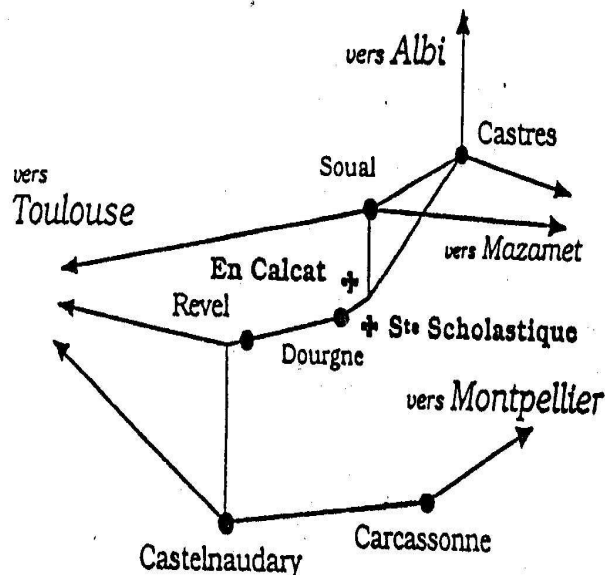 vers Albi
Castres
Soual
vers
Toulouse
vers Mazamet
En Calcat
Revel
Ste Scholastique
Dourgne
vers Montpellier
Carcassonne
Castelnaudary